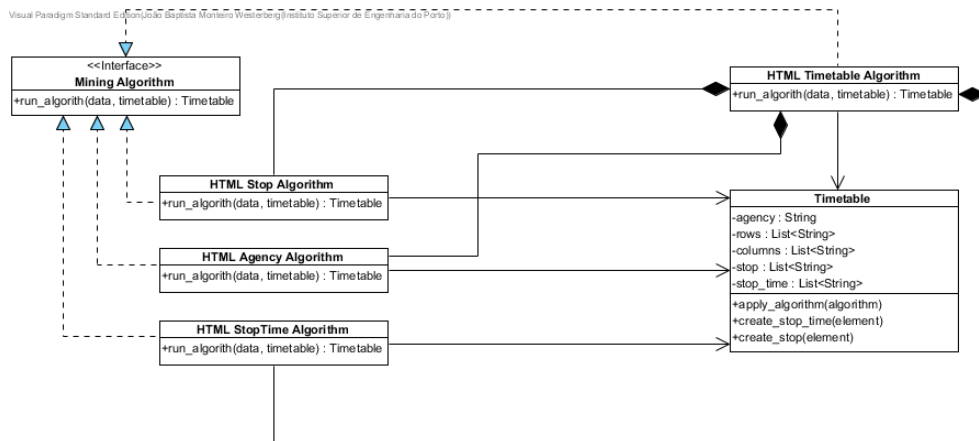 Visual Paradigm Standard Edition(João Baptista Monteiro Westerberg(Instituto Superior de Engenharia do Porto))
<<Interface>>
Mining Algorithm
+run_algorith(data, timetable) : Timetable
HTML Timetable Algorithm
+run_algorith(data, timetable) : Timetable
HTML Stop Algorithm
+run_algorith(data, timetable) : Timetable
HTML Agency Algorithm
+run_algorith(data, timetable) : Timetable
HTML StopTime Algorithm
+run_algorith(data, timetable) : Timetable
Timetable
-agency : String
-rows : List<String>
-columns : List<String>
-stop : List<String>
-stop_time : List<String>
+apply_algorithm(algorithm)
+create_stop_time(element)
+create_stop(element)